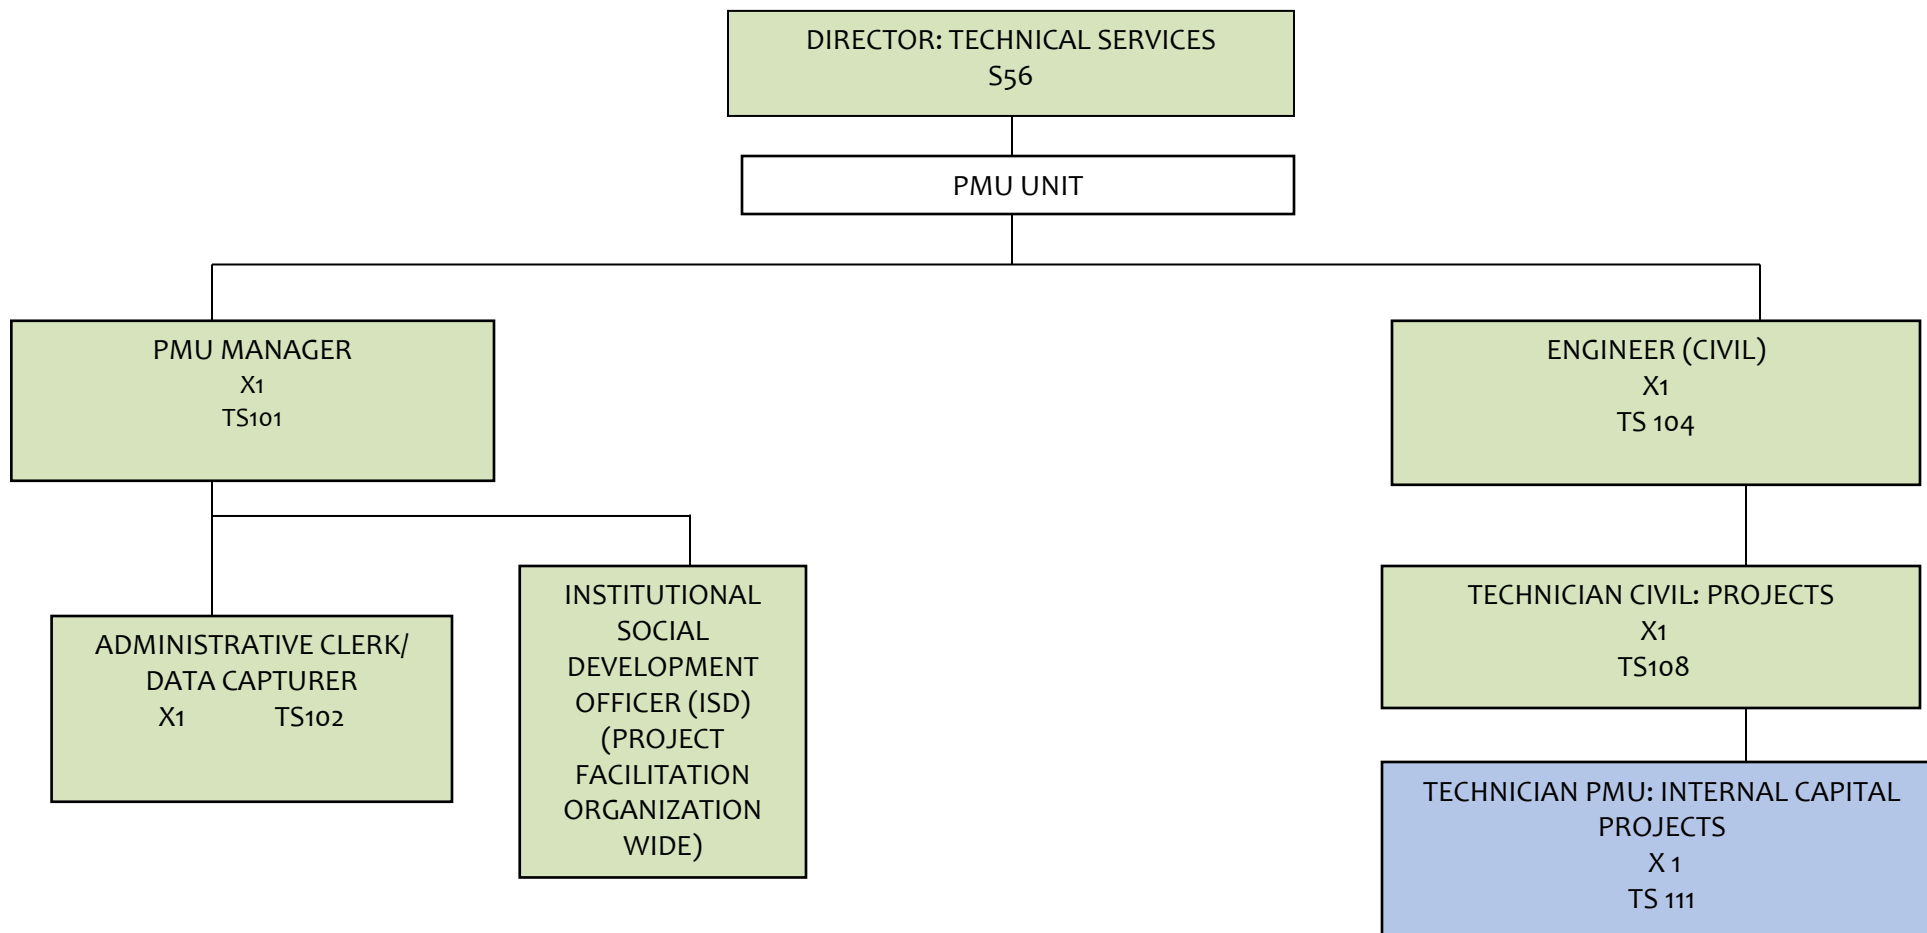 DIRECTOR: TECHNICAL SERVICES
S56
PMU UNIT
PMU MANAGER
X1
TS101
ENGINEER (CIVIL)
X1
TS 104
ADMINISTRATIVE CLERK/
DATA CAPTURER
X1 TS102
INSTITUTIONAL
SOCIAL
DEVELOPMENT
OFFICER (ISD)
(PROJECT
FACILITATION
ORGANIZATION
WIDE)
TECHNICIAN CIVIL: PROJECTS
X1
TS108
TECHNICIAN PMU: INTERNAL CAPITAL
PROJECTS
X 1
TS 111